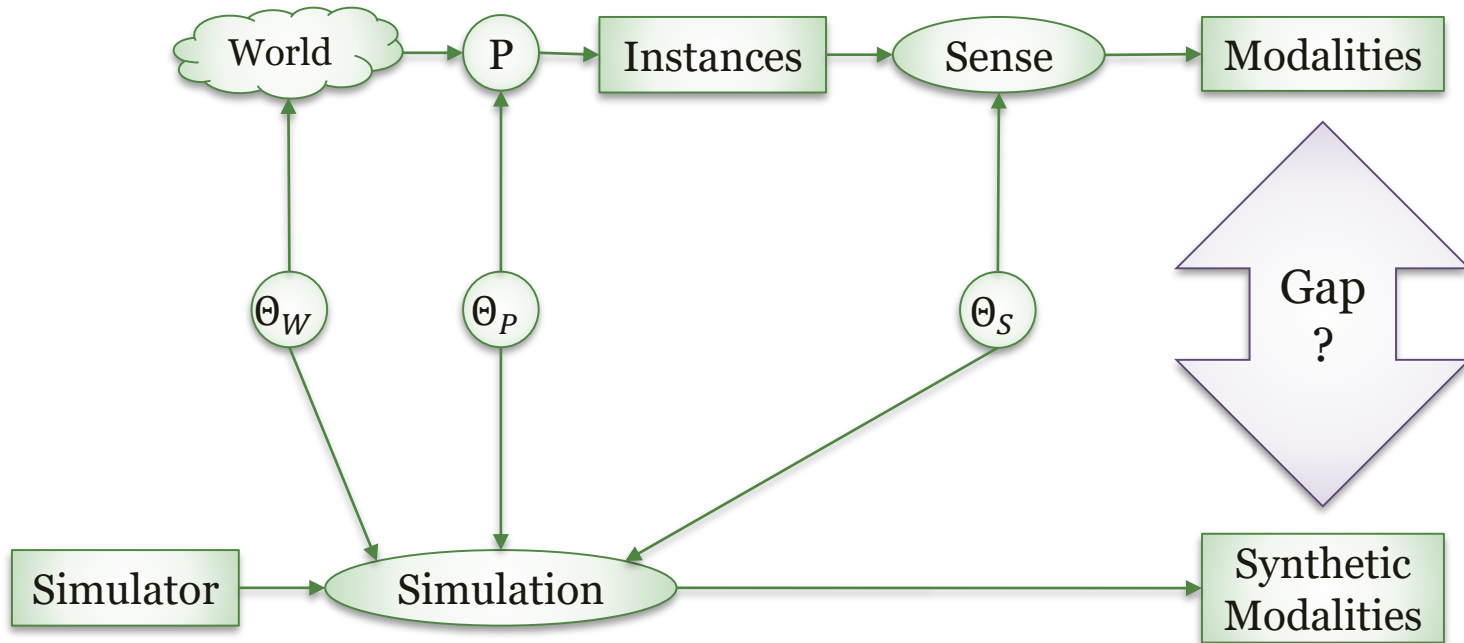 World
P
Instances
Sense
Modalities
Θ_W
Θ_P
Θ_S
Gap
?
Simulator
Simulation
Synthetic
Modalities